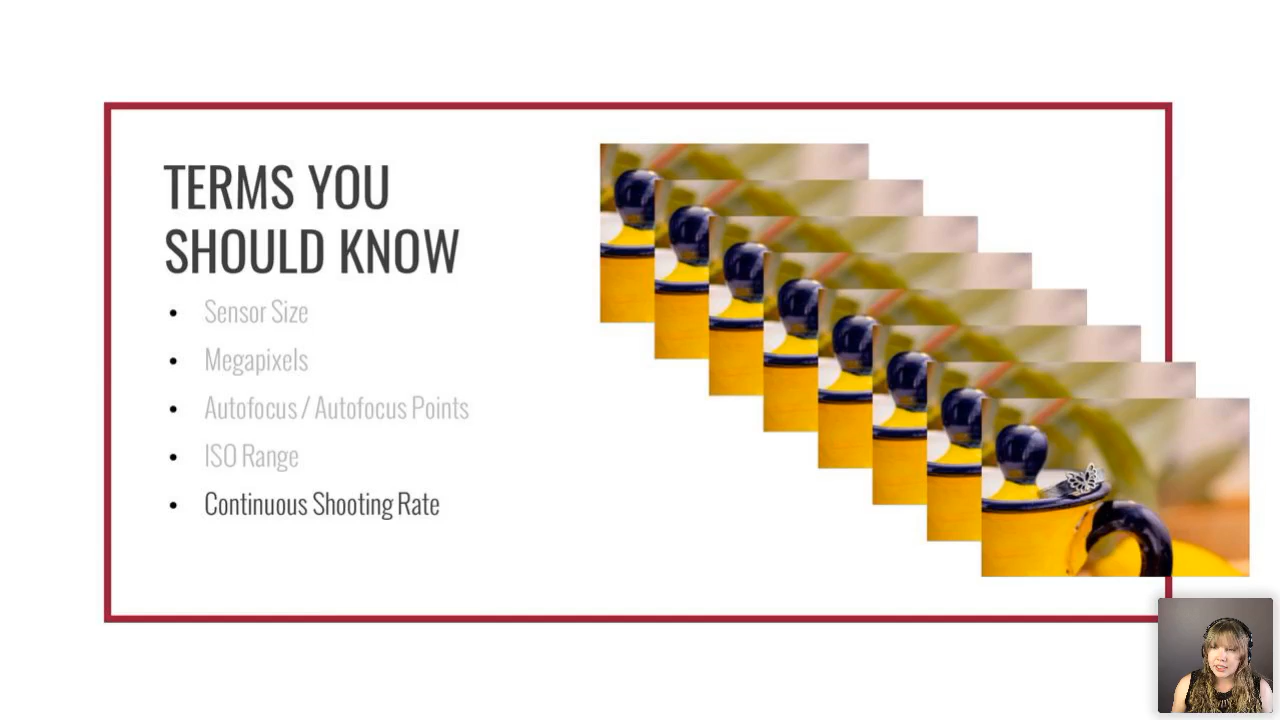 TERMS YOU
SHOULD KNOW
• Sensor Size
• Megapixels
• Autofocus / Autofocus Points
• ISO Range
• Continuous Shooting Rate